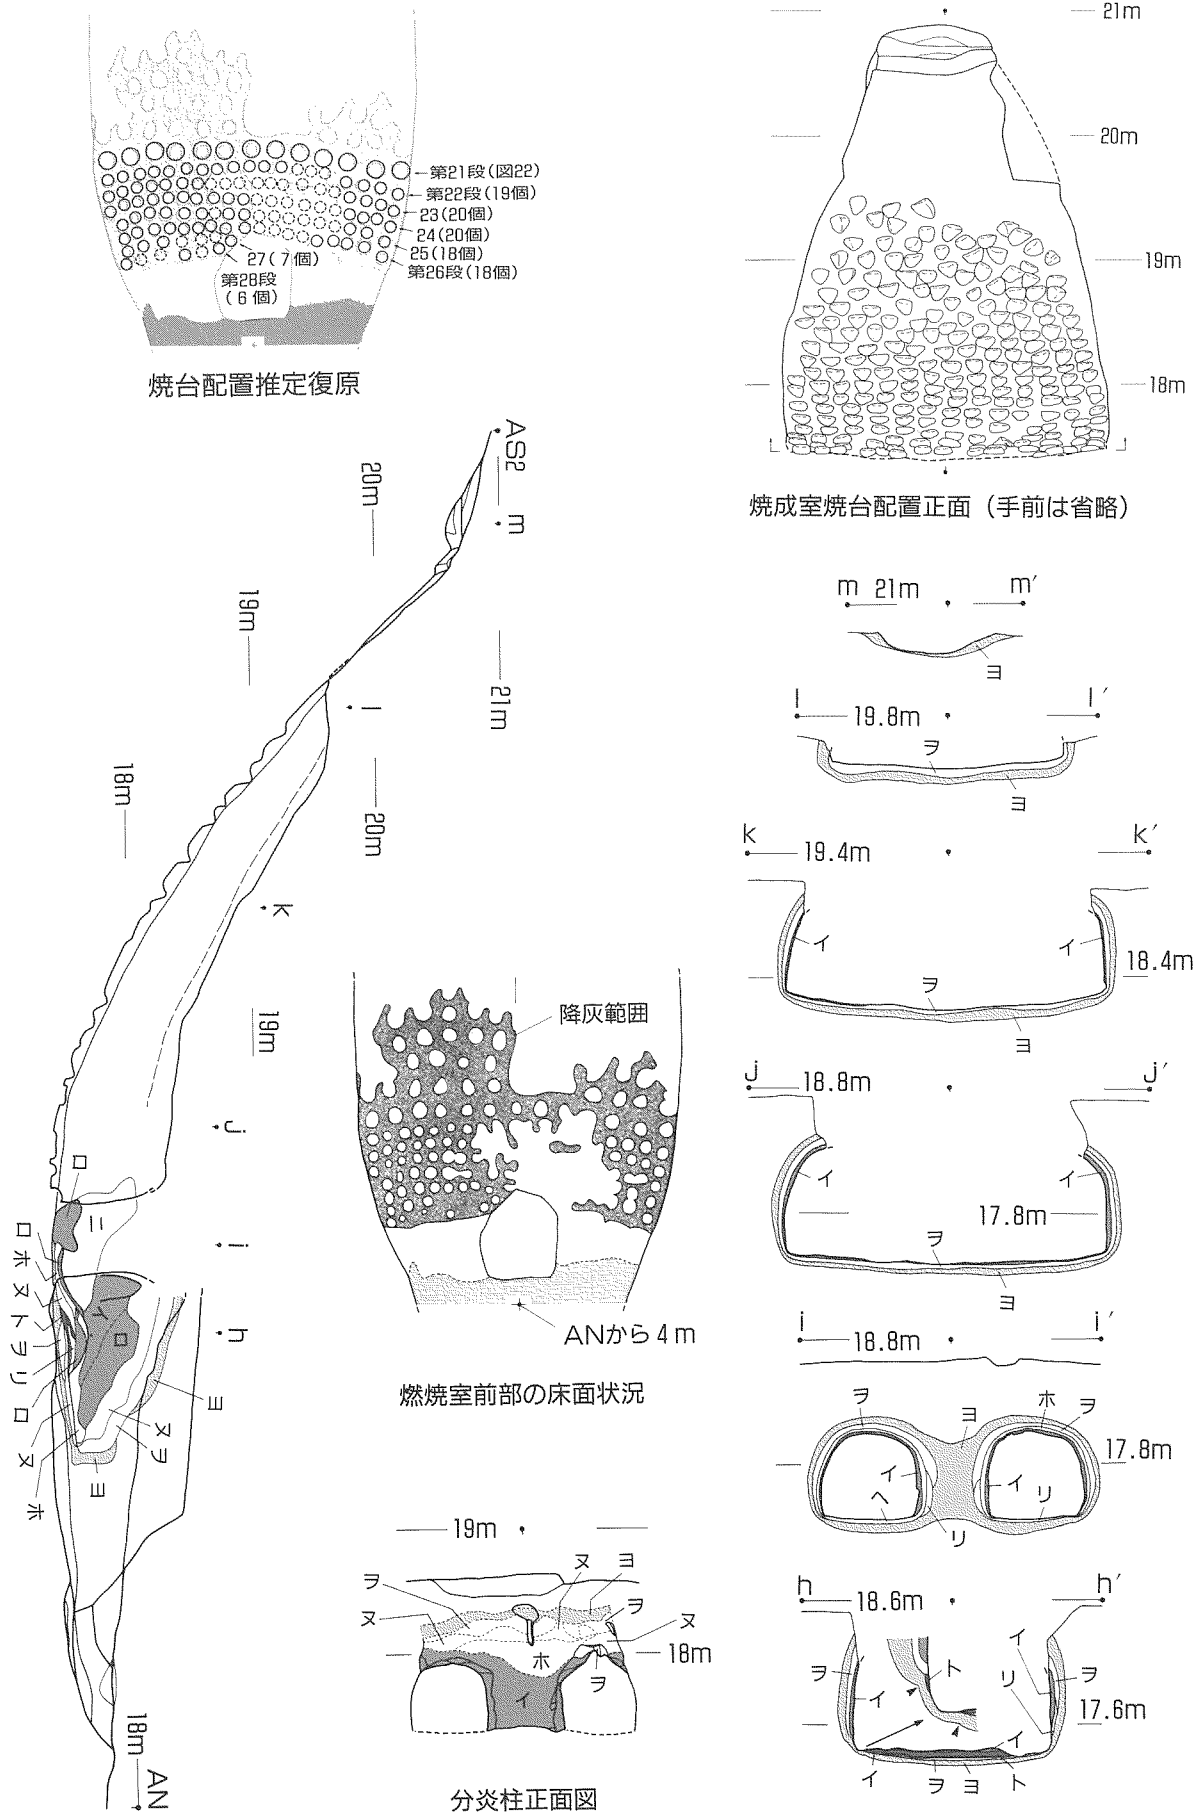 第21段(図22)
第22段(19個)
23(20個)
24(20個)
25(18個)
第26段(18個)
27(7個)
第28段
(6個)
焼台配置推定復原
21m
20m
19m
18m
焼成室焼台配置正面（手前は省略）
AS2
m
20m
19m
21m
l
18m
20m
k
19m
j
ロ
ニ
i
ロ
ホ
ヌ
ト
ヲ
リ
ロ
ヌ
ホ
イ
ロ
h
ヨ
ヌ
ヲ
ヨ
18m
AN
降灰範囲
ANから4m
燃焼室前部の床面状況
19m
ヲ
ヌ
ヌ
ヨ
ヲ
ヌ
ホ
18m
ヲ
イ
分炎柱正面図
m 21m m′
ヨ
l 19.8m l′
ヲ
ヨ
k 19.4m k′
イ イ
18.4m
ヲ
ヨ
j 18.8m j′
イ イ
17.8m
ヲ
ヨ
i 18.8m i′
ヲ ヨ ホ ヲ
17.8m
イ イ
ヘ リ
リ
h 18.6m h′
イ
ヲ ト リ ヲ
イ
17.6m
イ
イ ヲ ヨ ト